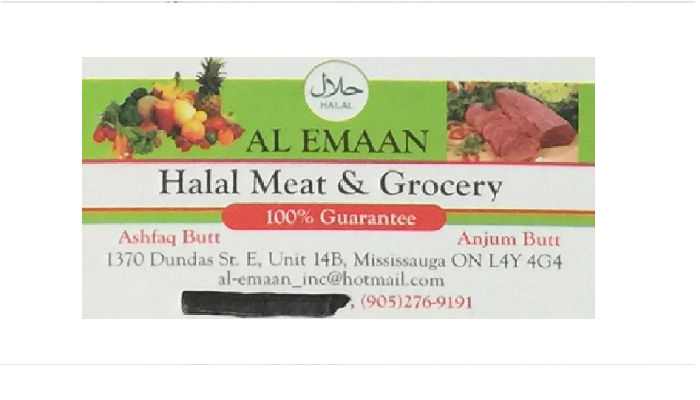 حلال
HALAL
AL EMAAN
Halal Meat & Grocery
100% Guarantee
Ashfaq Butt Anjum Butt
1370 Dundas St. E, Unit 14B, Mississauga ON L4Y 4G4
al-emaan_inc@hotmail.com
, (905)276-9191